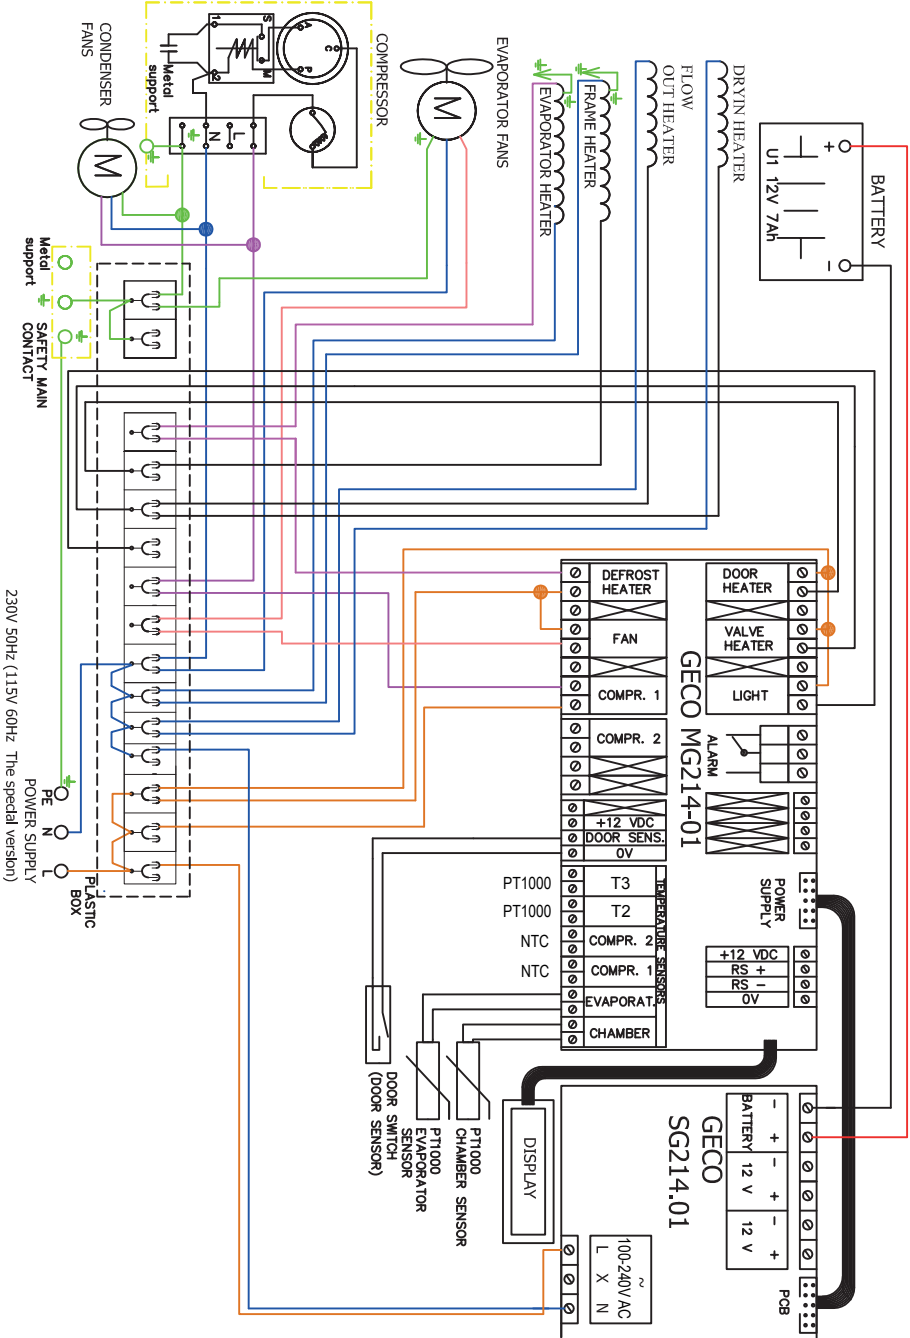 CONDENSER
FANS
1
2
S
M
A
C
P
Metal
support
N
L
COMPRESSOR
M
EVAPORATOR FANS
M
EVAPORATOR HEATER
FRAME HEATER
FLOW
OUT HEATER
DRYIN HEATER
BATTERY
+
-
U1 12V 7Ah
Metal
support
SAFETY MAIN
CONTACT
PLASTIC
BOX
PE
N
L
POWER SUPPLY
230V 50Hz (115V 60Hz The special version)
GECO MG214-01
DEFROST
HEATER
FAN
COMPR. 1
COMPR. 2
+12 VDC
DOOR SENS.
0V
T3
T2
COMPR. 2
COMPR. 1
EVAPORAT.
CHAMBER
TEMPERATURE SENSORS
PT1000
PT1000
NTC
NTC
DOOR
HEATER
VALVE
HEATER
LIGHT
ALARM
POWER
SUPPLY
+12 VDC
RS +
RS -
0V
DOOR SWITCH
(DOOR SENSOR)
PT1000
EVAPORATOR
SENSOR
PT1000
CHAMBER SENSOR
DISPLAY
GECO
SG214.01
- +
BATTERY
- +
12 V
- +
12 V
PCB
~
100-240V AC
L X N